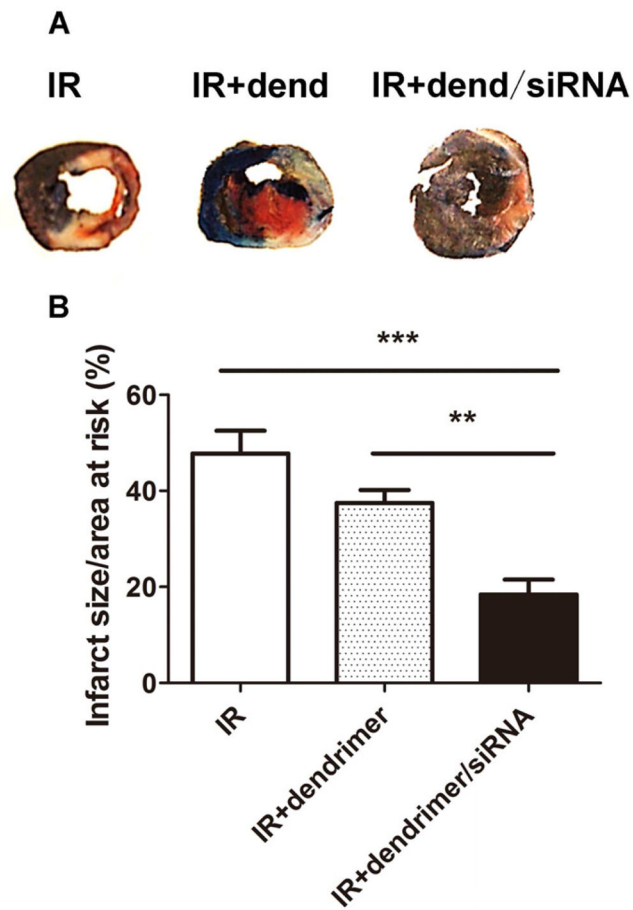 A
IR IR+dend IR+dend/siRNA
B
***
**
Infarct size/area at risk (%)
60
40
20
0
IR
IR+dendrimer
IR+dendrimer/siRNA